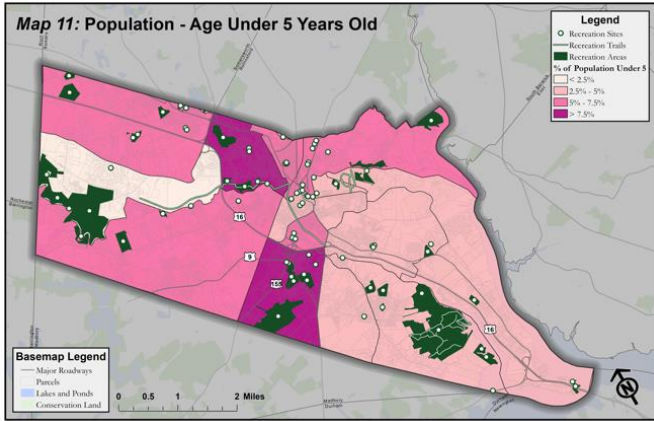 Map 11: Population - Age Under 5 Years Old
Legend
Recreation Sites
Recreation Trails
Recreation Areas
% of Population Under 5
< 2.5%
2.5% - 5%
5% - 7.5%
> 7.5%
16
9
155
16
Basemap Legend
Major Roadways
Parcels
Lakes and Ponds
Conservation Land
0 0.5 1 2 Miles
Madbury
Durham
N